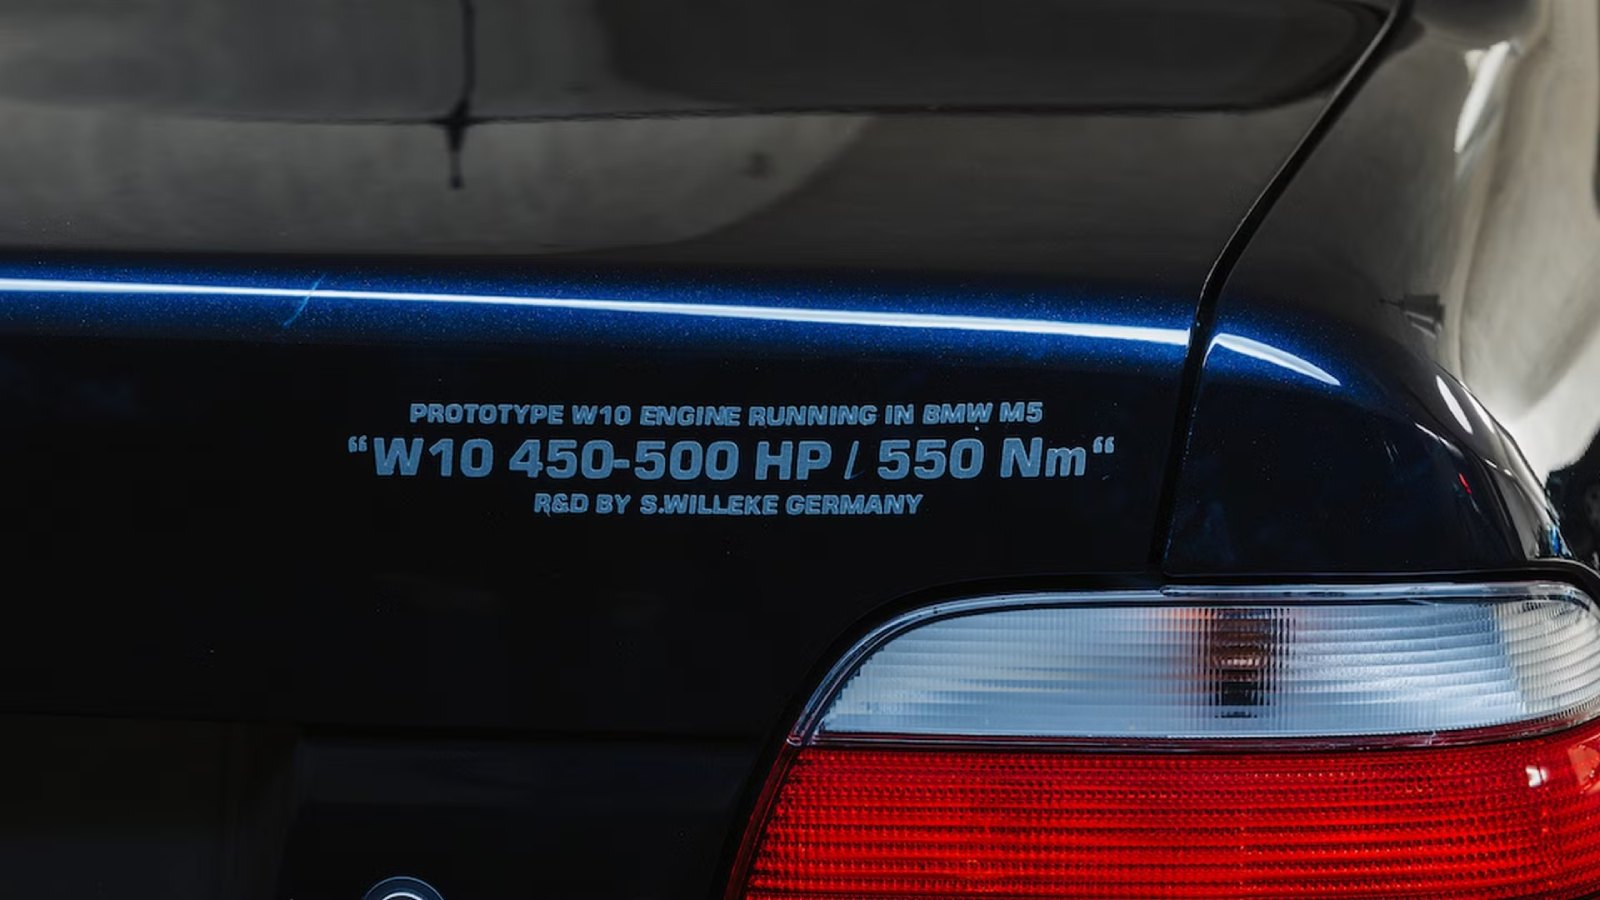 PROTOTYPE W10 ENGINE RUNNING IN BMW M5
“W10 450-500 HP / 550 Nm“
R&D BY S.WILLEKE GERMANY